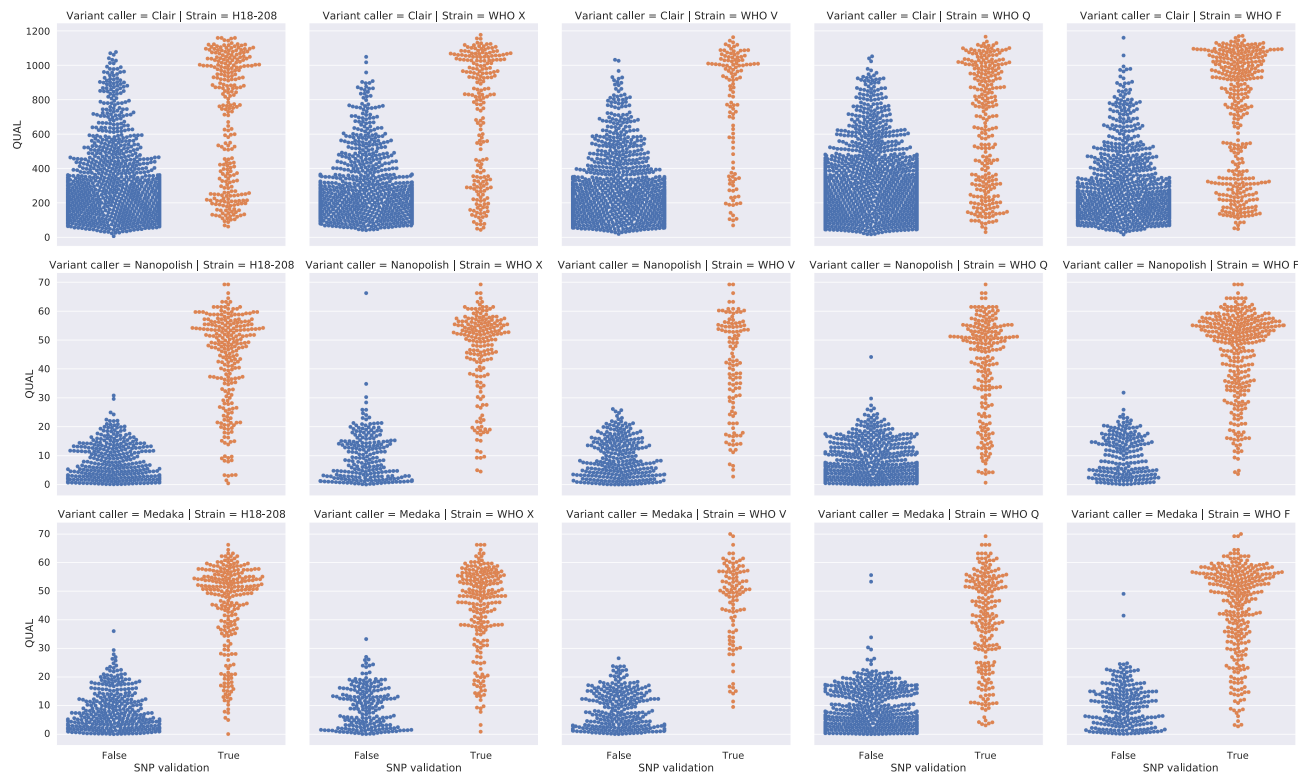 Variant caller = Clair | Strain = H18-208
Variant caller = Clair | Strain = WHO X
Variant caller = Clair | Strain = WHO V
Variant caller = Clair | Strain = WHO Q
Variant caller = Clair | Strain = WHO F
1200
1000
800
600
400
200
0
QUAL
Variant caller = Nanopolish | Strain = H18-208
Variant caller = Nanopolish | Strain = WHO X
Variant caller = Nanopolish | Strain = WHO V
Variant caller = Nanopolish | Strain = WHO Q
Variant caller = Nanopolish | Strain = WHO F
70
60
50
40
30
20
10
0
QUAL
Variant caller = Medaka | Strain = H18-208
Variant caller = Medaka | Strain = WHO X
Variant caller = Medaka | Strain = WHO V
Variant caller = Medaka | Strain = WHO Q
Variant caller = Medaka | Strain = WHO F
70
60
50
40
30
20
10
0
QUAL
False True
SNP validation
False True
SNP validation
False True
SNP validation
False True
SNP validation
False True
SNP validation